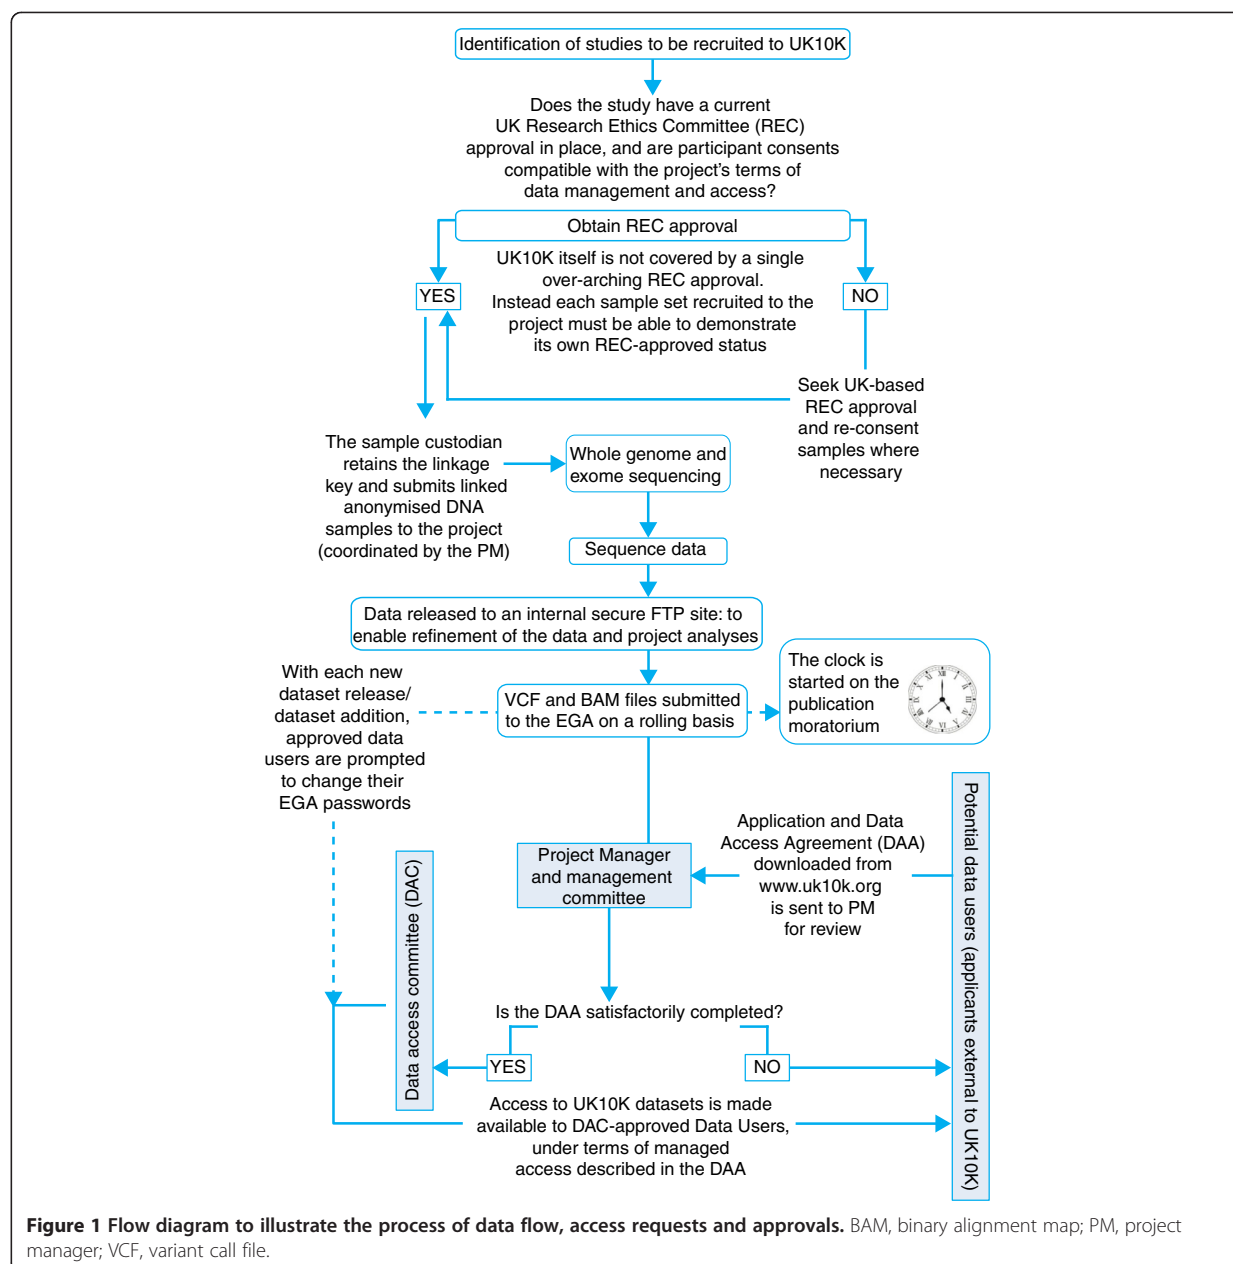 Identification of studies to be recruited to UK10K
Does the study have a current
UK Research Ethics Committee (REC)
approval in place, and are participant consents
compatible with the project's terms of
data management and access?
Obtain REC approval
UK10K itself is not covered by a single
over-arching REC approval.
Instead each sample set recruited to the
project must be able to demonstrate
its own REC-approved status
YES
NO
Seek UK-based
REC approval
and re-consent
samples where
necessary
The sample custodian
retains the linkage
key and submits linked
anonymised DNA
samples to the project
(coordinated by the PM)
Whole genome and
exome sequencing
Sequence data
Data released to an internal secure FTP site: to
enable refinement of the data and project analyses
With each new
dataset release/
dataset addition,
approved data
users are prompted
to change their
EGA passwords
VCF and BAM files submitted
to the EGA on a rolling basis
The clock is
started on the
publication
moratorium
Application and Data
Access Agreement (DAA)
downloaded from
www.uk10k.org
is sent to PM
for review
Project Manager
and management
committee
Potential data users (applicants external to UK10K)
Data access committee (DAC)
Is the DAA satisfactorily completed?
YES
NO
Access to UK10K datasets is made
available to DAC-approved Data Users,
under terms of managed
access described in the DAA
Figure 1 Flow diagram to illustrate the process of data flow, access requests and approvals. BAM, binary alignment map; PM, project
manager; VCF, variant call file.